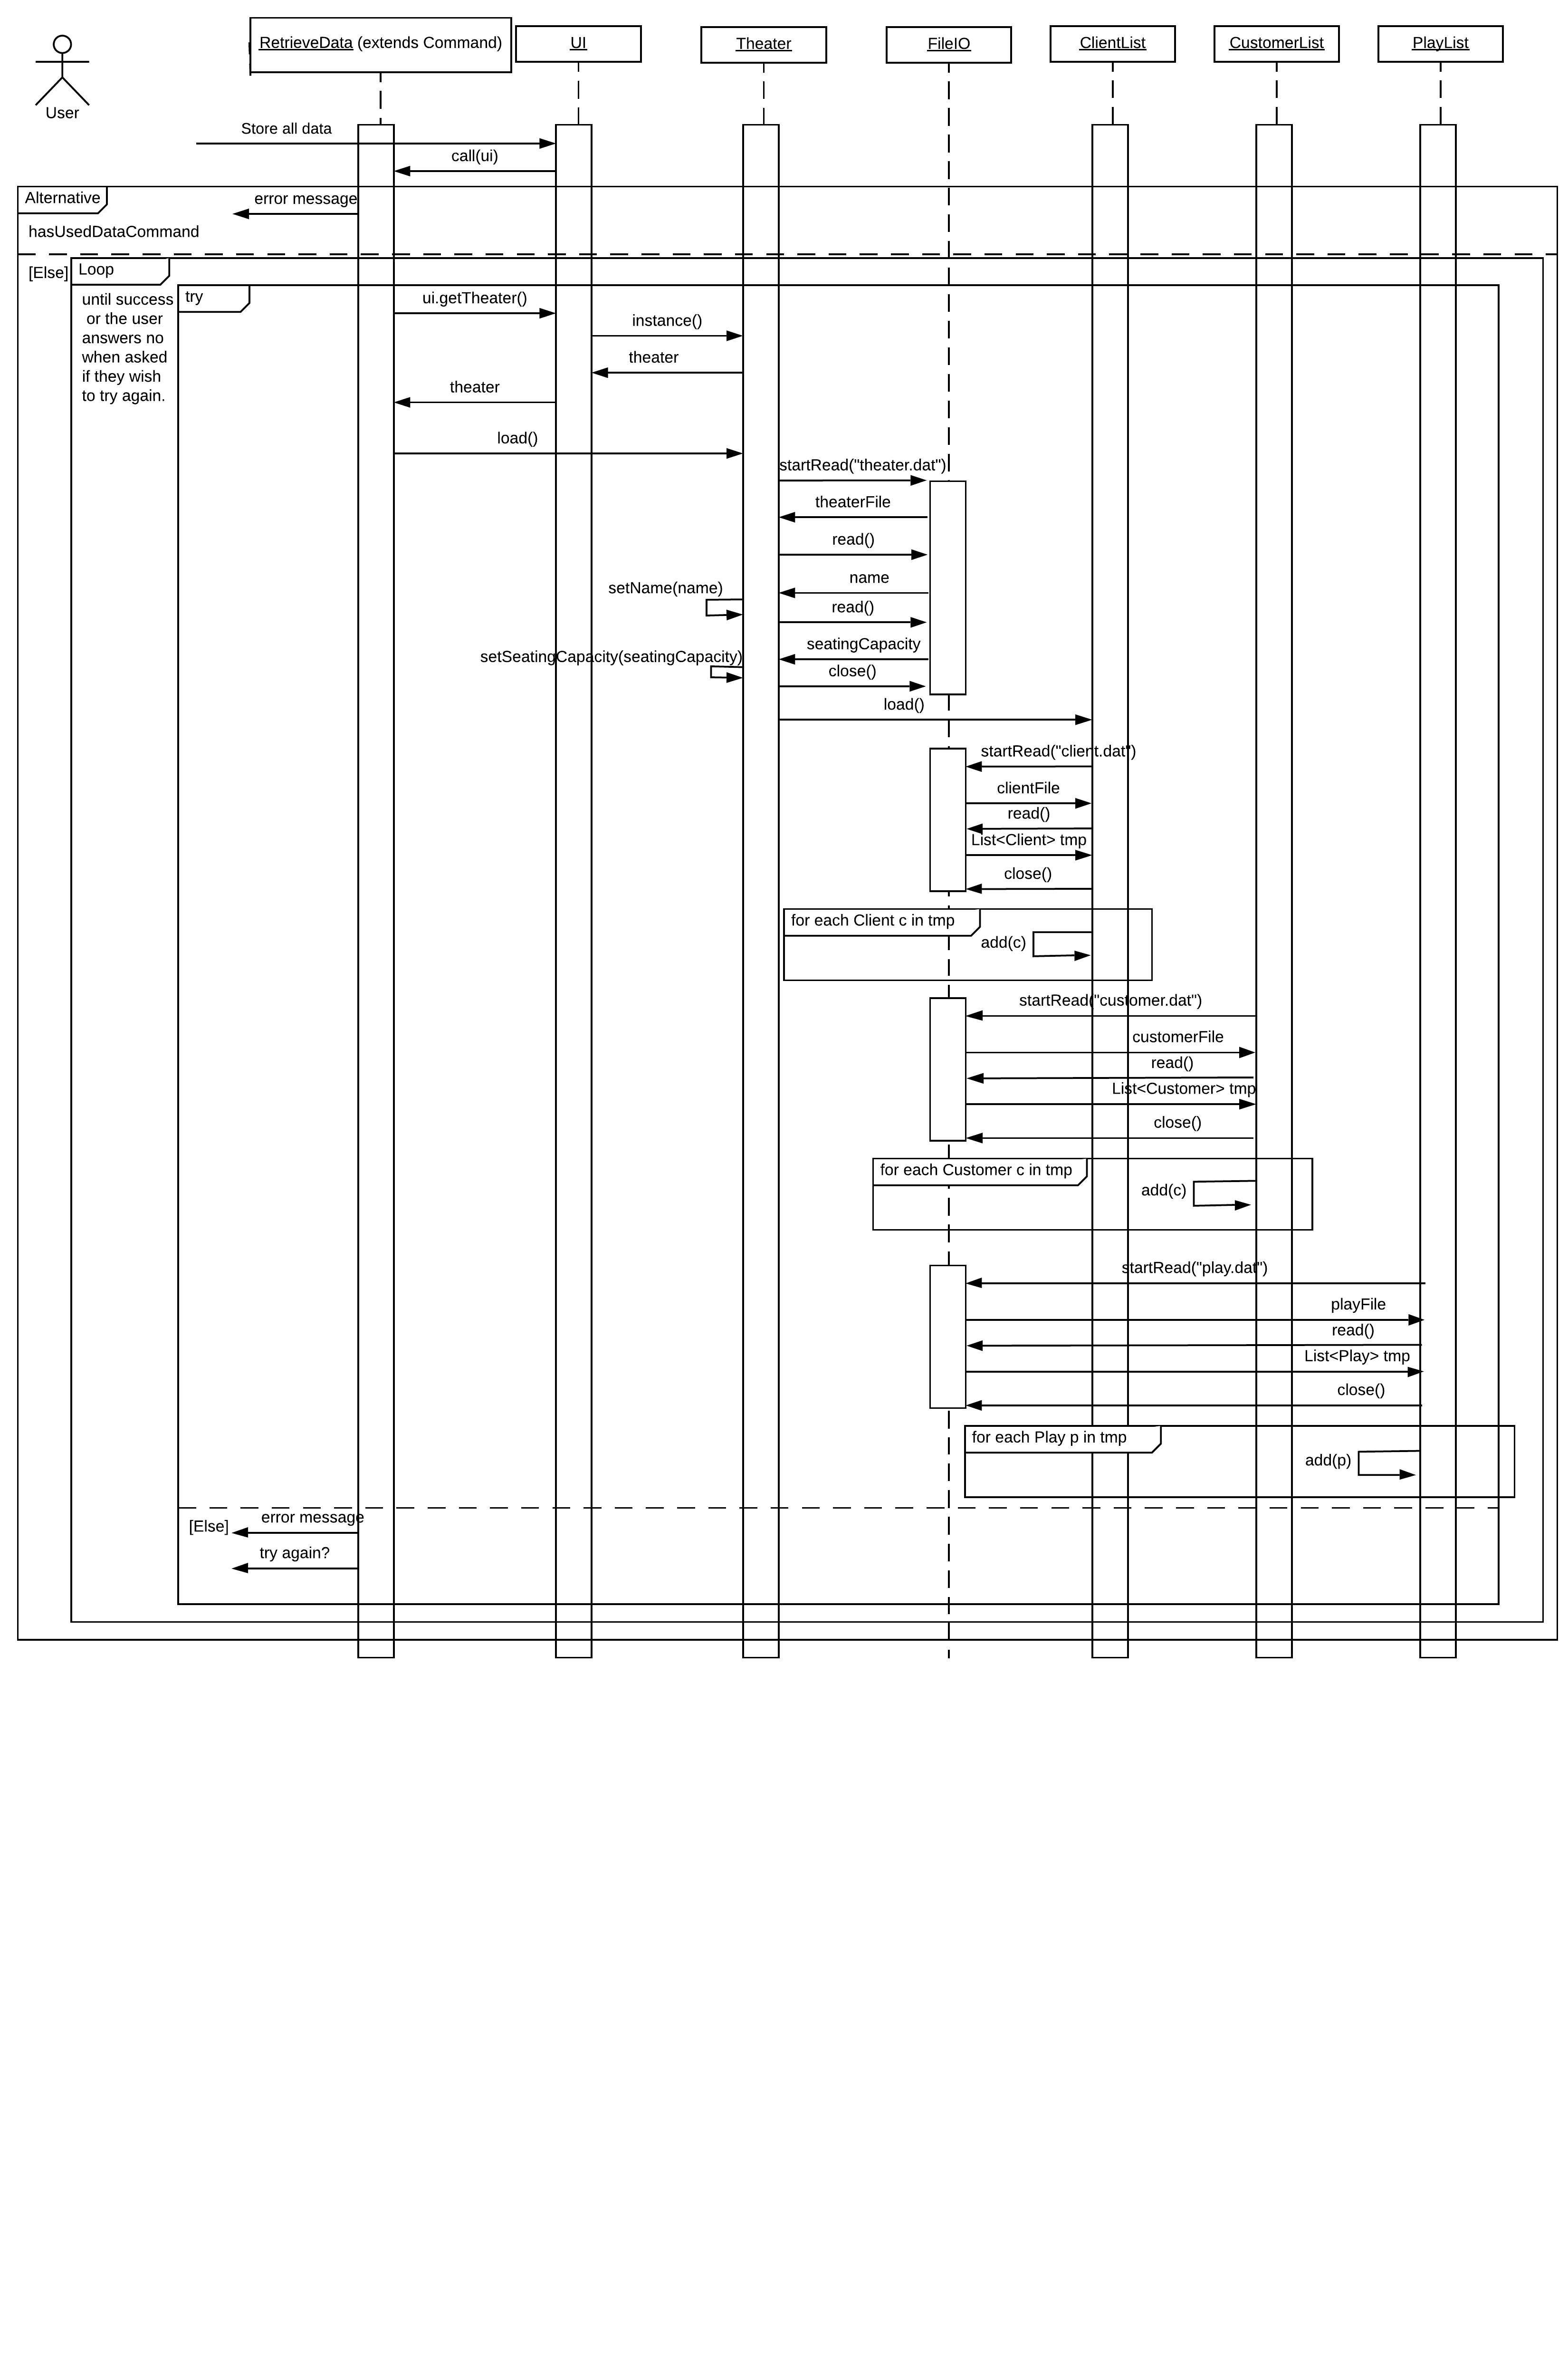 User
RetrieveData (extends Command)
UI
Theater
FileIO
ClientList
CustomerList
PlayList
Store all data
call(ui)
Alternative
error message
hasUsedDataCommand
[Else]
Loop
until success
or the user
answers no
when asked
if they wish
to try again.
try
ui.getTheater()
instance()
theater
theater
load()
startRead("theater.dat")
theaterFile
read()
name
setName(name)
read()
seatingCapacity
setSeatingCapacity(seatingCapacity)
close()
load()
startRead("client.dat")
clientFile
read()
List<Client> tmp
close()
for each Client c in tmp
add(c)
startRead("customer.dat")
customerFile
read()
List<Customer> tmp
close()
for each Customer c in tmp
add(c)
startRead("play.dat")
playFile
read()
List<Play> tmp
close()
for each Play p in tmp
add(p)
[Else]
error message
try again?